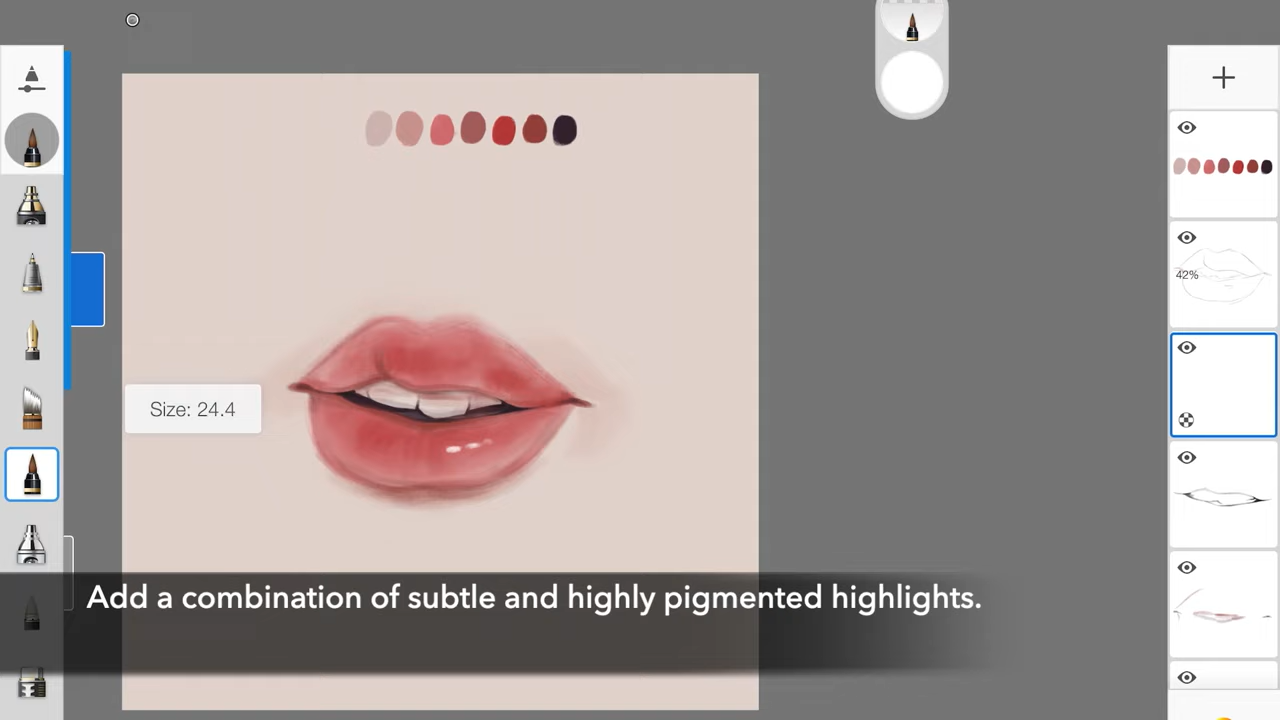 42%
Size: 24.4
Add a combination of subtle and highly pigmented highlights.